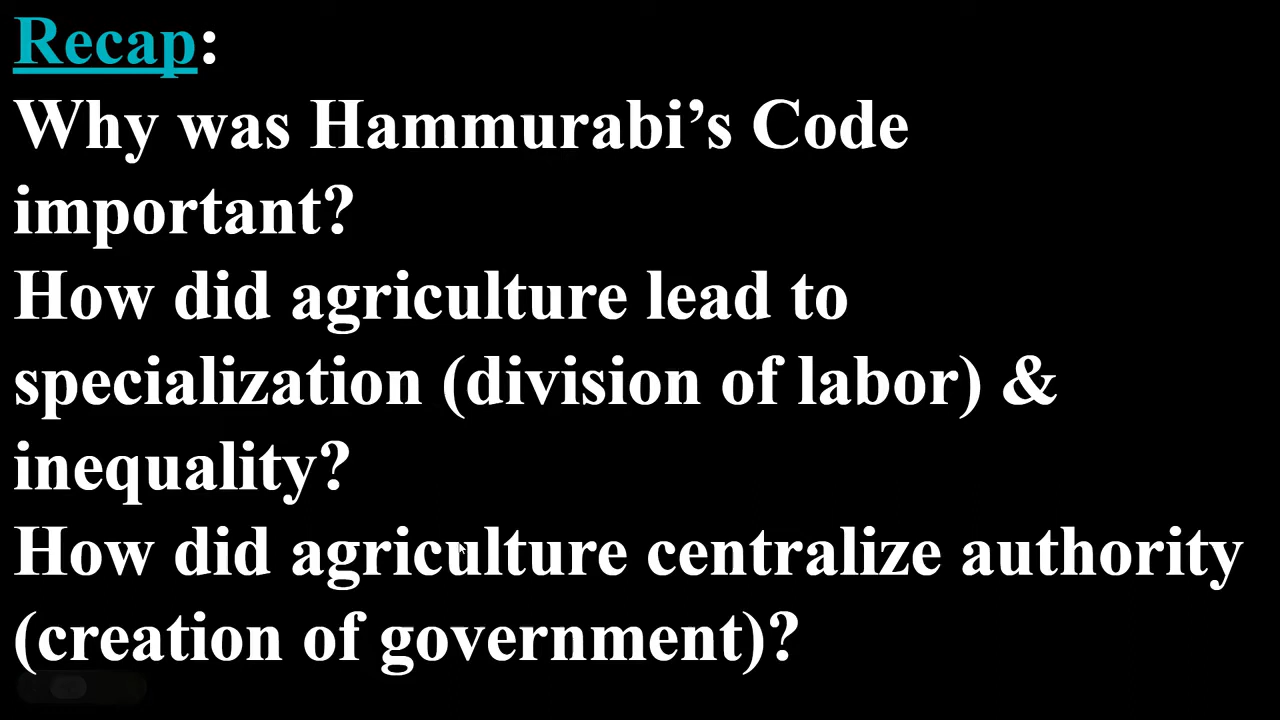 Recap:
Why was Hammurabi’s Code
important?
How did agriculture lead to
specialization (division of labor) &
inequality?
How did agriculture centralize authority
(creation of government)?